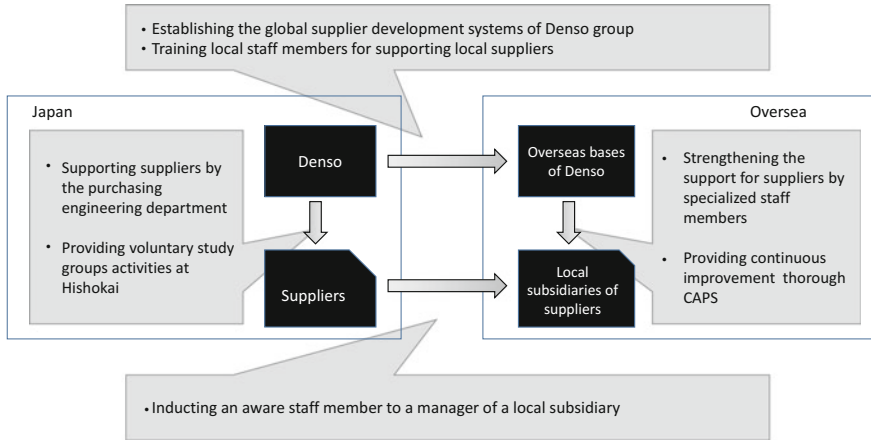 • Establishing the global supplier development systems of Denso group
• Training local staff members for supporting local suppliers
Japan
Oversea
• Supporting suppliers by
the purchasing
engineering department
• Providing voluntary study
groups activities at
Hishokai
Denso
Suppliers
Overseas bases
of Denso
Local
subsidiaries of
suppliers
• Strengthening the
support for suppliers by
specialized staff
members
• Providing continuous
improvement thorough
CAPS
• Inducting an aware staff member to a manager of a local subsidiary